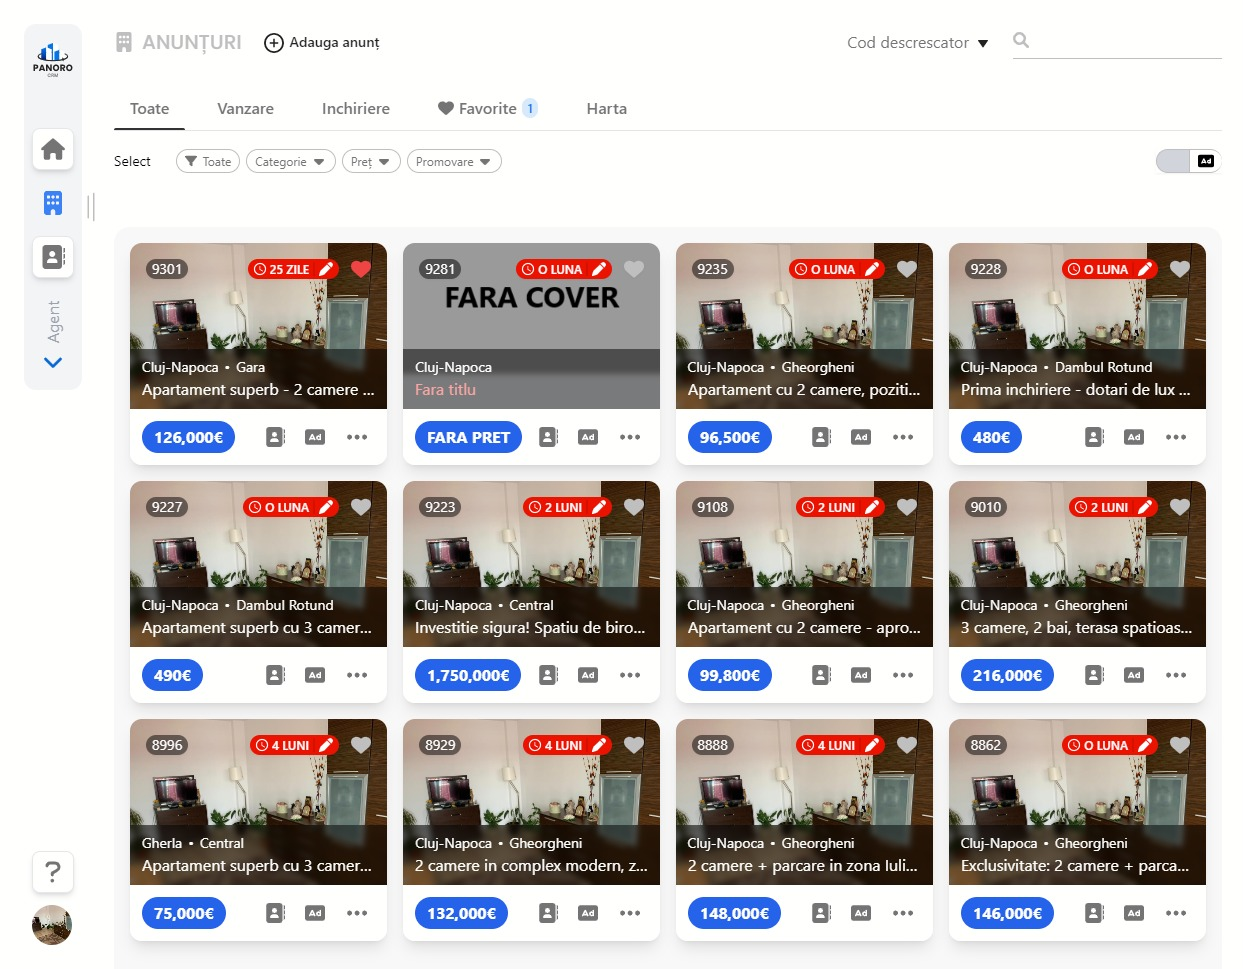 PANORO
CRM
ANUNȚURI
Adauga anunț
Cod descrescator
Toate
Vanzare
Inchiriere
Favorite 1
Harta
Select
Toate
Categorie
Preț
Promovare
Ad
Agent
?
9301
25 ZILE
Cluj-Napoca • Gara
Apartament superb - 2 camere ...
126,000€
Ad
9281
O LUNA
FARA COVER
Cluj-Napoca
Fara titlu
FARA PRET
Ad
9235
O LUNA
Cluj-Napoca • Gheorgheni
Apartament cu 2 camere, poziti...
96,500€
Ad
9228
O LUNA
Cluj-Napoca • Dambul Rotund
Prima inchiriere - dotari de lux ...
480€
Ad
9227
O LUNA
Cluj-Napoca • Dambul Rotund
Apartament superb cu 3 camer...
490€
Ad
9223
2 LUNI
Cluj-Napoca • Central
Investitie sigura! Spatiu de biro...
1,750,000€
Ad
9108
2 LUNI
Cluj-Napoca • Gheorgheni
Apartament cu 2 camere - apro...
99,800€
Ad
9010
2 LUNI
Cluj-Napoca • Gheorgheni
3 camere, 2 bai, terasa spatioas...
216,000€
Ad
8996
4 LUNI
Gherla • Central
Apartament superb cu 3 camer...
75,000€
Ad
8929
4 LUNI
Cluj-Napoca • Gheorgheni
2 camere in complex modern, z...
132,000€
Ad
8888
4 LUNI
Cluj-Napoca • Gheorgheni
2 camere + parcare in zona Iuli...
148,000€
Ad
8862
O LUNA
Cluj-Napoca • Gheorgheni
Exclusivitate: 2 camere + parca...
146,000€
Ad